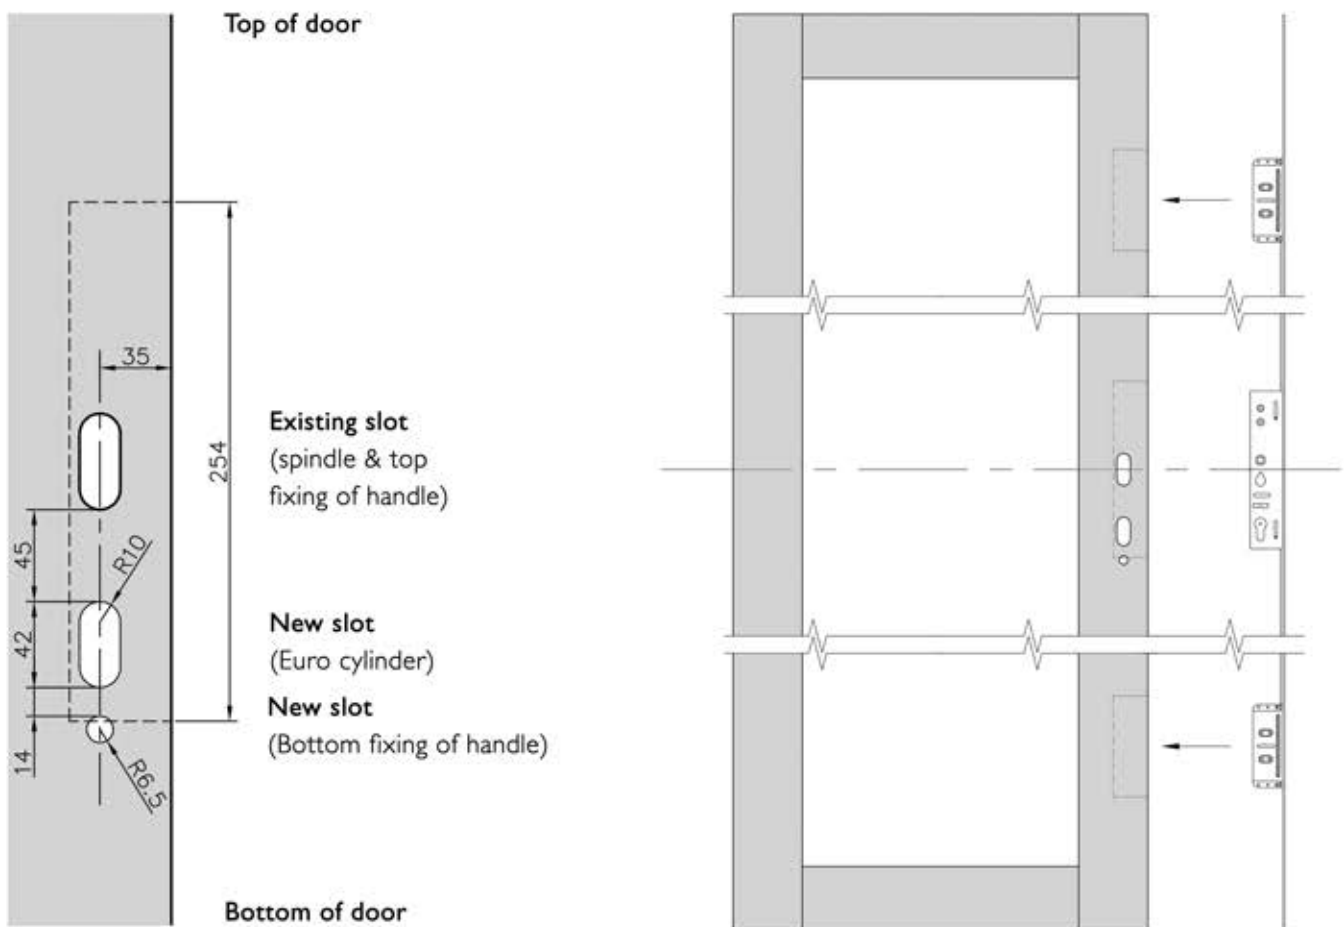 Top of door
35
Existing slot
(spindle & top
fixing of handle)
254
45
R10
New slot
(Euro cylinder)
42
New slot
(Bottom fixing of handle)
14
R6.5
Bottom of door